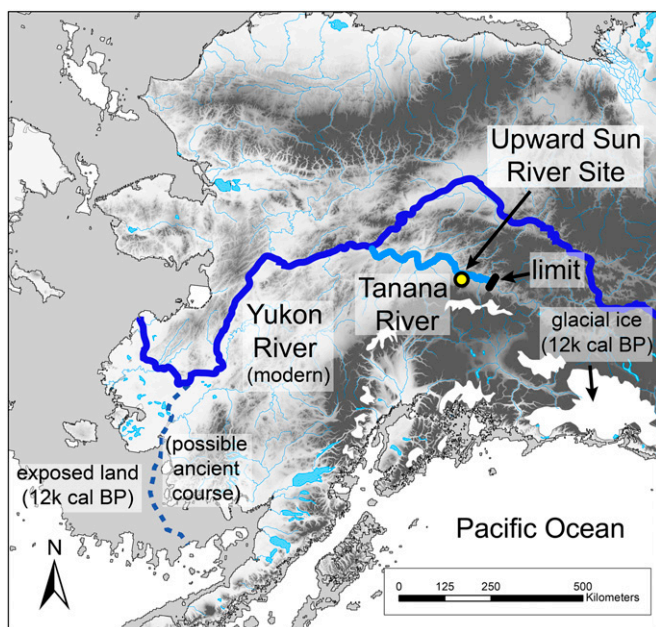 Upward Sun
River Site
limit
Tanana
River
glacial ice
(12k cal BP)
Yukon
River
(modern)
(possible
ancient
course)
exposed land
(12k cal BP)
Pacific Ocean
N
0 125 250 500
Kilometers